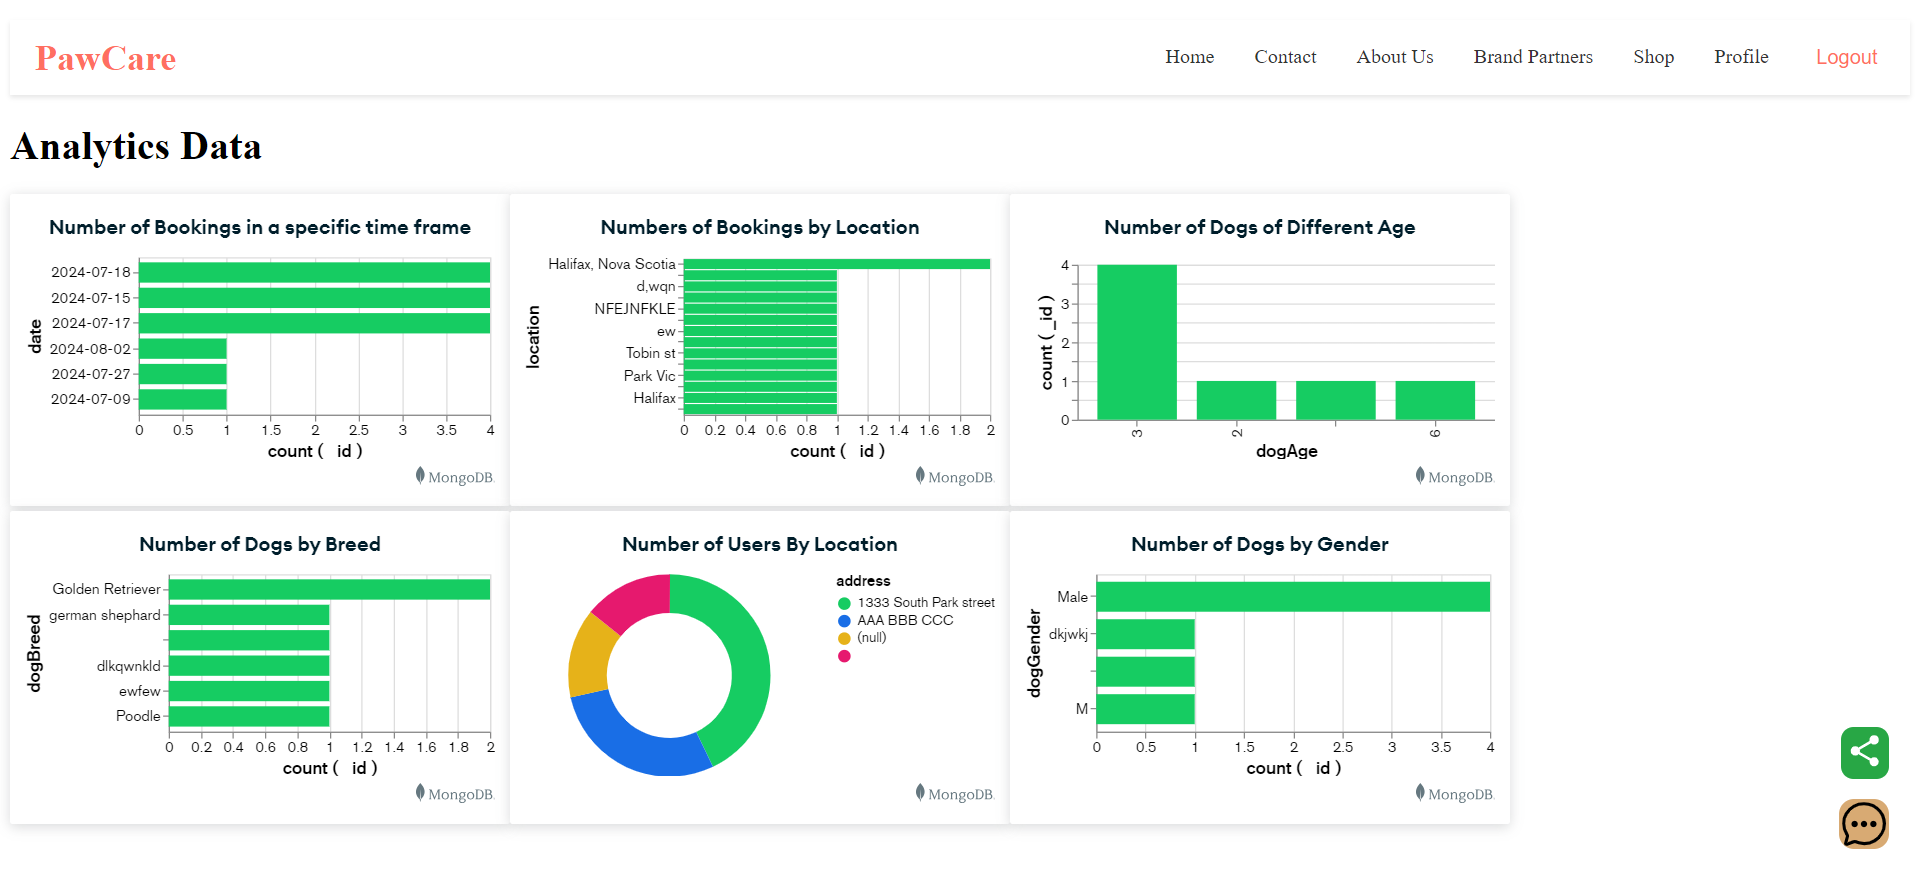 PawCare
Home Contact About Us Brand Partners Shop Profile Logout
Analytics Data
Number of Bookings in a specific time frame
date
2024-07-18
2024-07-15
2024-07-17
2024-08-02
2024-07-27
2024-07-09
0 0.5 1 1.5 2 2.5 3 3.5 4
count ( _id )
MongoDB.
Numbers of Bookings by Location
location
Halifax, Nova Scotia
d,wqn
NFEJNFKLE
ew
Tobin st
Park Vic
Halifax
0 0.2 0.4 0.6 0.8 1 1.2 1.4 1.6 1.8 2
count ( _id )
MongoDB.
Number of Dogs of Different Age
count ( _id )
4
3
2
1
0
3 2 6
dogAge
MongoDB.
Number of Dogs by Breed
dogBreed
Golden Retriever
german shephard
dlkqwnkld
ewfew
Poodle
0 0.2 0.4 0.6 0.8 1 1.2 1.4 1.6 1.8 2
count ( _id )
MongoDB.
Number of Users By Location
address
1333 South Park street
AAA BBB CCC
(null)
MongoDB.
Number of Dogs by Gender
dogGender
Male
dkjwkj
M
0 0.5 1 1.5 2 2.5 3 3.5 4
count ( _id )
MongoDB.